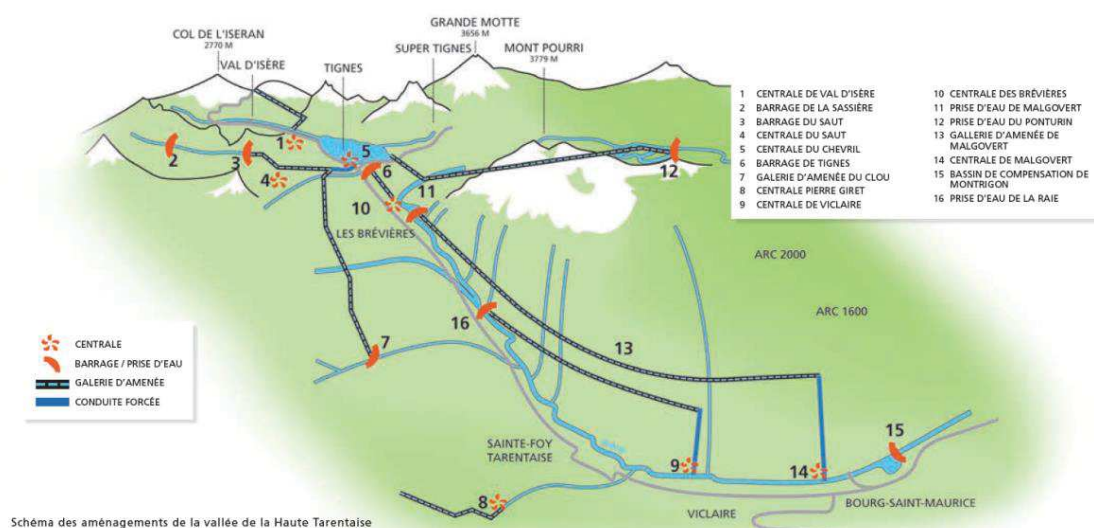 GRANDE MOTTE
3656 M
COL DE L'ISERAN
2770 M
SUPER TIGNES
MONT POURRI
3779 M
VAL D'ISÈRE
TIGNES
1 CENTRALE DE VAL D'ISÈRE
2 BARRAGE DE LA SASSIÈRE
3 BARRAGE DU SAUT
4 CENTRALE DU SAUT
5 CENTRALE DU CHEVRIL
6 BARRAGE DE TIGNES
7 GALERIE D'AMENÉE DU CLOU
8 CENTRALE PIERRE GIRET
9 CENTRALE DE VICLAIRE
10 CENTRALE DES BRÉVIÈRES
11 PRISE D'EAU DE MALGOVERT
12 PRISE D'EAU DU PONTURIN
13 GALLERIE D'AMENÉE DE
MALGOVERT
14 CENTRALE DE MALGOVERT
15 BASSIN DE COMPENSATION DE
MONTRIGON
16 PRISE D'EAU DE LA RAIE
1
2
3
4
5
6
11
12
10
LES BRÉVIÈRES
ARC 2000
ARC 1600
16
7
13
CENTRALE
BARRAGE / PRISE D'EAU
GALERIE D'AMENÉE
CONDUITE FORCÉE
15
SAINTE-FOY
TARENTAISE
9
14
8
VICLAIRE
BOURG-SAINT-MAURICE
Schéma des aménagements de la vallée de la Haute Tarentaise